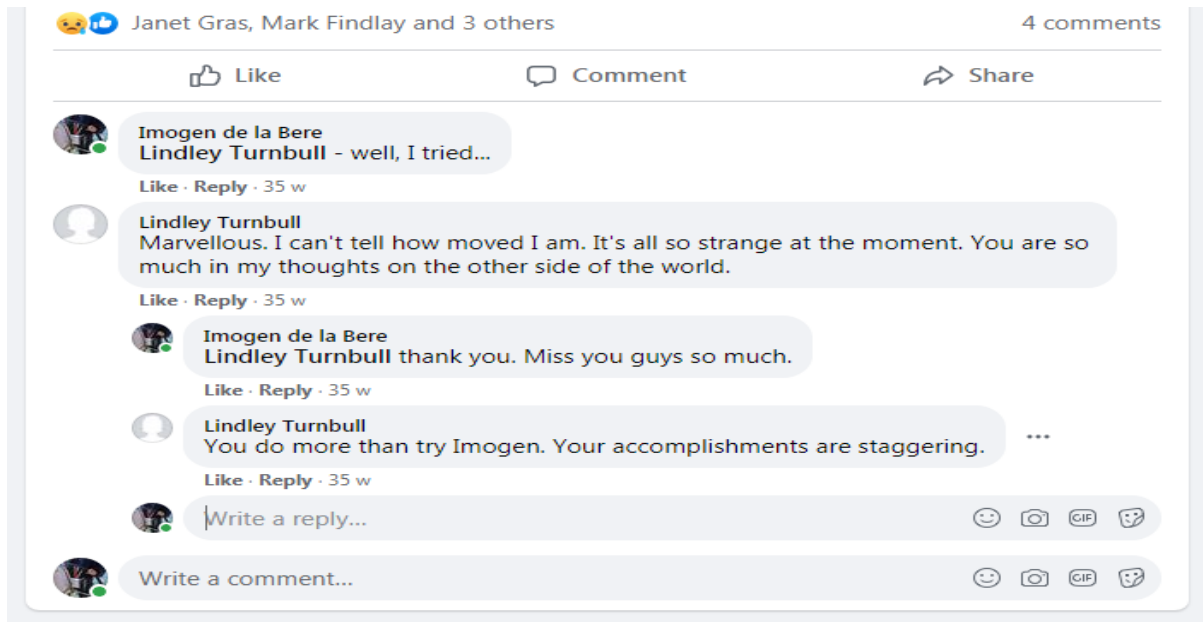 Janet Gras, Mark Findlay and 3 others 4 comments
Like Comment Share
Imogen de la Bere
Lindley Turnbull - well, I tried...
Like · Reply · 35 w
Lindley Turnbull
Marvellous. I can't tell how moved I am. It's all so strange at the moment. You are so
much in my thoughts on the other side of the world.
Like · Reply · 35 w
Imogen de la Bere
Lindley Turnbull thank you. Miss you guys so much.
Like · Reply · 35 w
Lindley Turnbull
You do more than try Imogen. Your accomplishments are staggering.
Like · Reply · 35 w
Write a reply...
GIF
Write a comment...
GIF